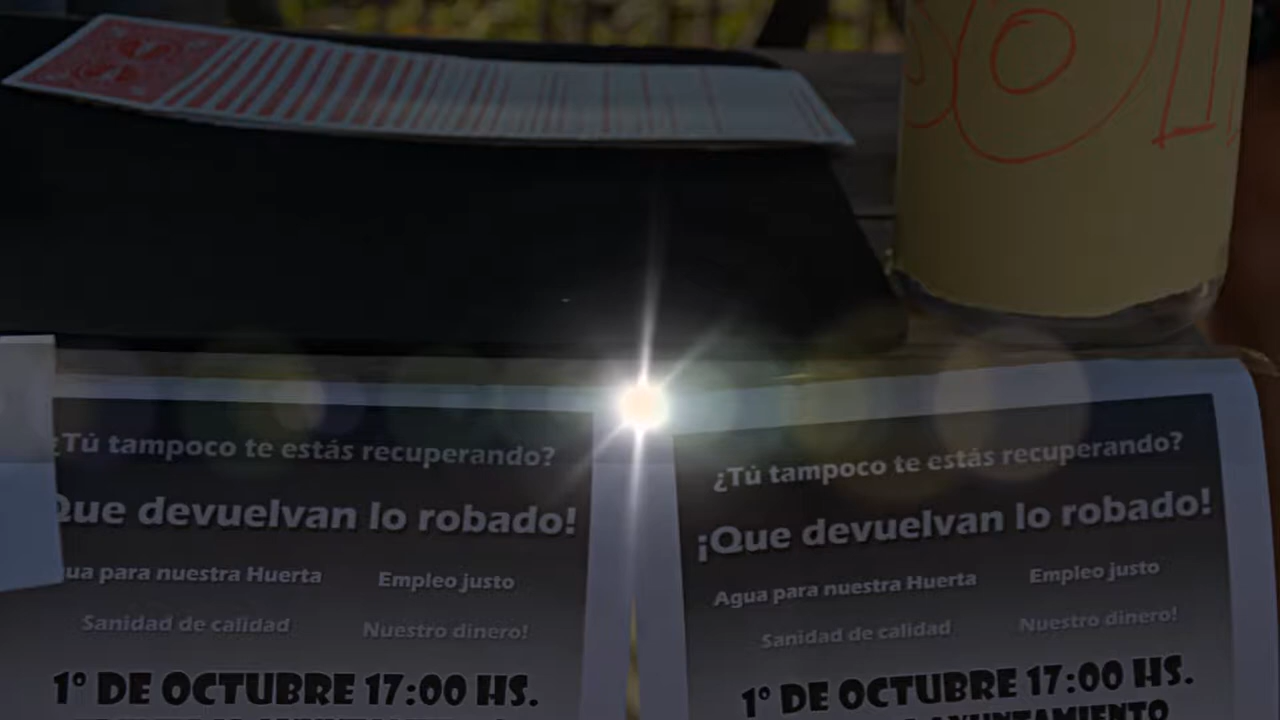 ¿Tú tampoco te estás recuperando?
Que devuelvan lo robado!
ua para nuestra Huerta
Empleo justo
Sanidad de calidad
Nuestro dinero!
1º DE OCTUBRE 17:00 HS.
¿Tú tampoco te estás recuperando?
¡Que devuelvan lo robado!
Agua para nuestra Huerta
Empleo justo
Sanidad de calidad
Nuestro dinero!
1º DE OCTUBRE 17:00 HS.
AYUNTAMIENTO